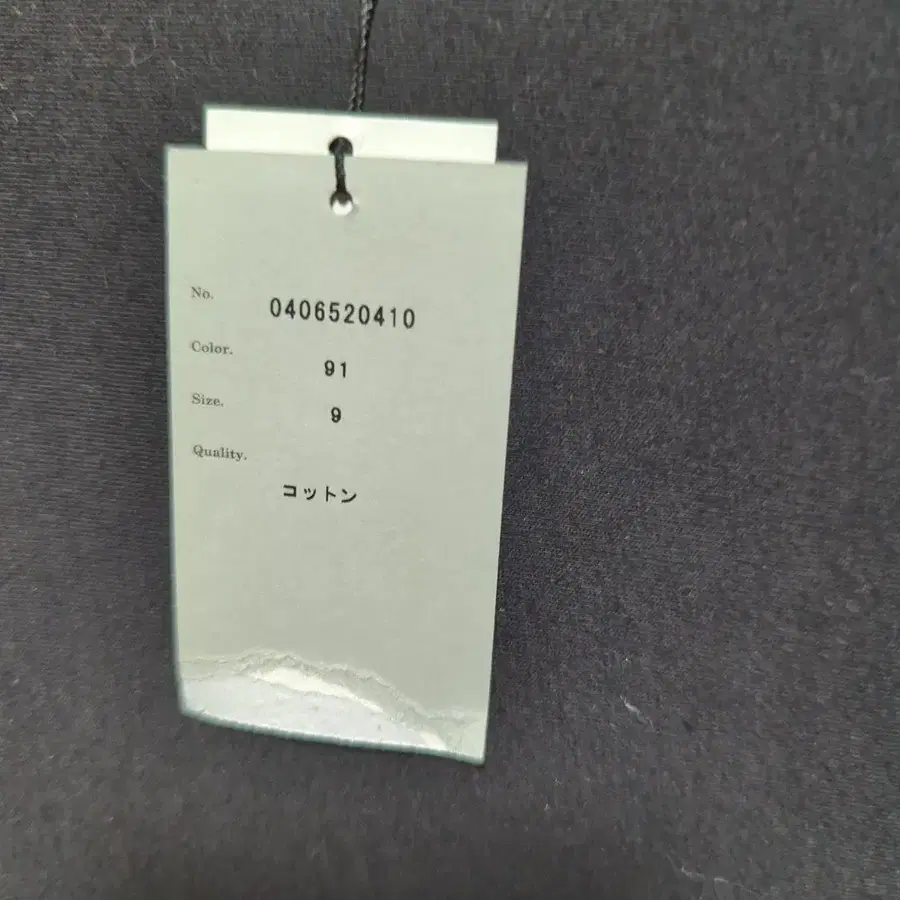 No.
0406520410
Color.
91
Size.
9
Quality.
コットン